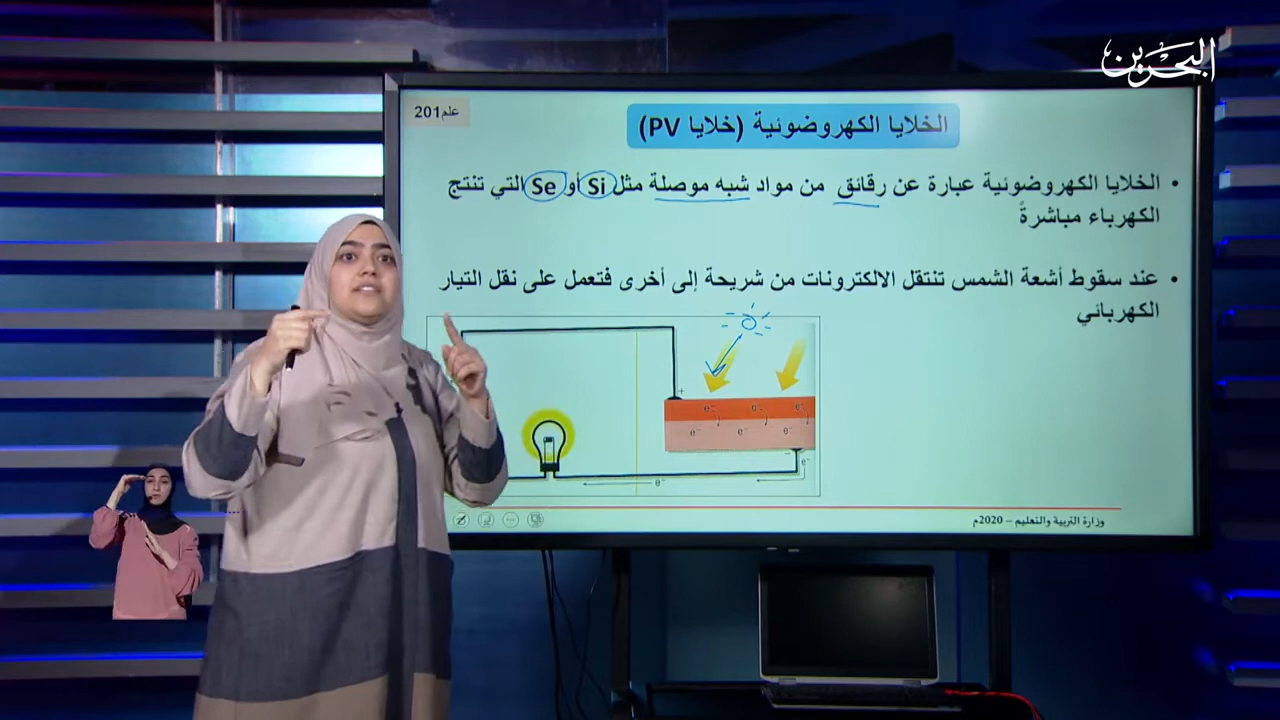 البحرين
علم201
الخلايا الكهروضوئية (خلايا PV)
• الخلايا الكهروضوئية عبارة عن رقائق من مواد شبه موصلة مثل Si أو Se التي تنتج
الكهرباء مباشرةً
• عند سقوط أشعة الشمس تنتقل الالكترونات من شريحة إلى أخرى فتعمل على نقل التيار
الكهربائي
+
e⁻ e⁻ e⁻
e⁻ e⁻ e⁻
−
e⁻
e⁻
وزارة التربية والتعليم – 2020م